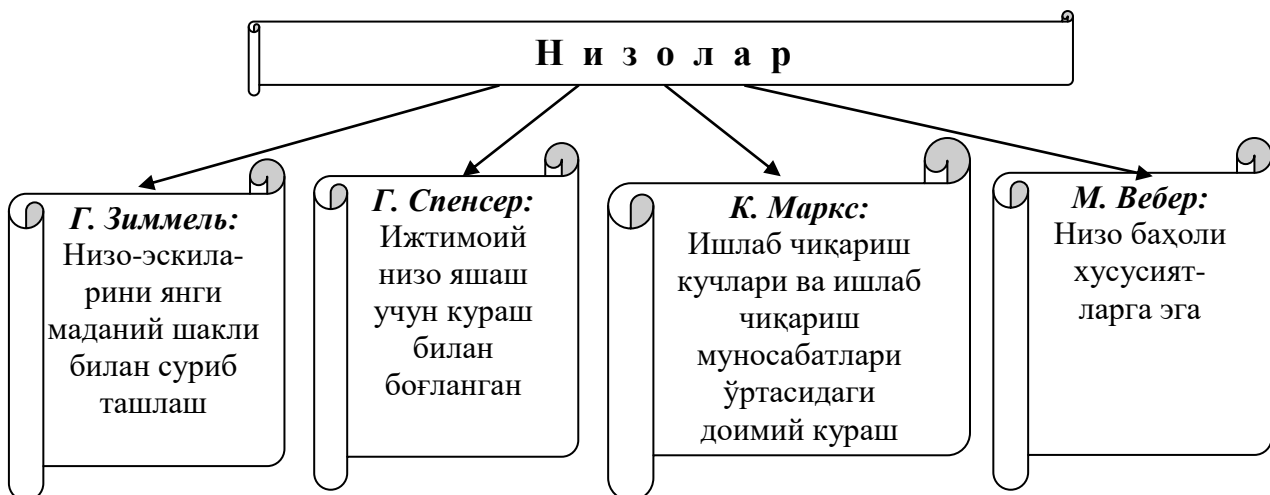 Н и з о л а р
Г. Зиммель:
Низо-эскила-
рини янги
маданий шакли
билан суриб
ташлаш
Г. Спенсер:
Ижтимоий
низо яшаш
учун кураш
билан
боғланган
К. Маркс:
Ишлаб чиқариш
кучлари ва ишлаб
чиқариш
муносабатлари
ўртасидаги
доимий кураш
М. Вебер:
Низо баҳоли
хусусият-
ларга эга